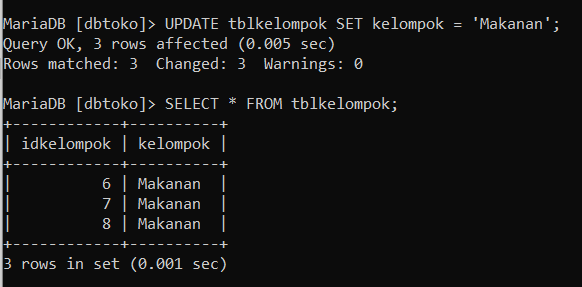 MariaDB [dbtoko]> UPDATE tblkelompok SET kelompok = 'Makanan';
Query OK, 3 rows affected (0.005 sec)
Rows matched: 3  Changed: 3  Warnings: 0

MariaDB [dbtoko]> SELECT * FROM tblkelompok;
+------------+----------+
| idkelompok | kelompok |
+------------+----------+
|          6 | Makanan  |
|          7 | Makanan  |
|          8 | Makanan  |
+------------+----------+
3 rows in set (0.001 sec)